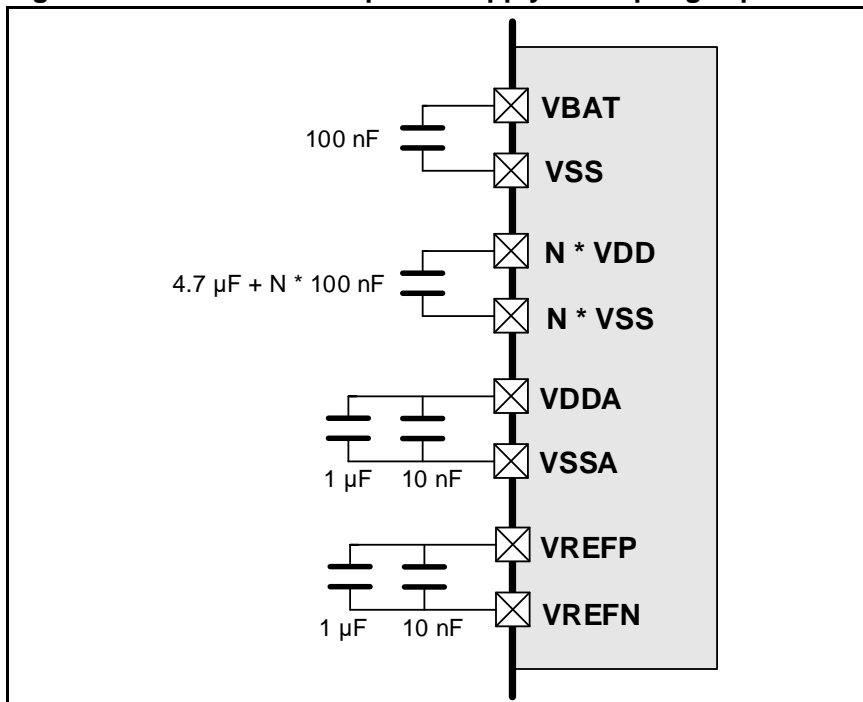 VBAT
100 nF
VSS
N * VDD
4.7 µF + N * 100 nF
N * VSS
VDDA
VSSA
1 µF 10 nF
VREFP
VREFN
1 µF 10 nF